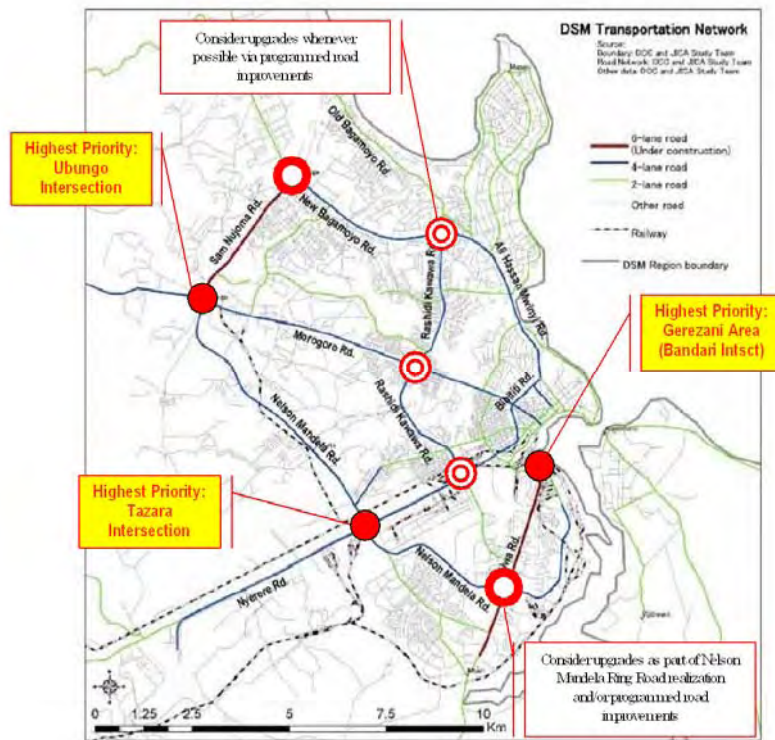 DSM Transportation Network
Source:
Boundary: DCC and JICA Study Team
Road Network: DCC and JICA Study Team
Other data: DCC and JICA Study Team
Consider upgrades whenever
possible via programmed road
improvements
6-lane road
(Under construction)
4-lane road
2-lane road
Other road
Railway
DSM Region boundary
Highest Priority:
Ubungo
Intersection
Old Bagamoyo Rd.
Sam Nujoma Rd.
New Bagamoyo Rd.
Ali Hassan Mwinyi Rd.
Rashidi Kawawa R
Highest Priority:
Gerezani Area
(Bandari Intsct)
Morogoro Rd.
Bibititi Rd.
Rashidi Kawawa Rd.
Nelson Mandela Rd.
Highest Priority:
Tazara
Intersection
Nyerere Rd.
Nelson Mandela Rd.
wa Rd.
Consider upgrades as part of Nelson
Mandela Ring Road realization
and/or programmed road
improvements
0 1.25 2.5 5 7.5 10
Km